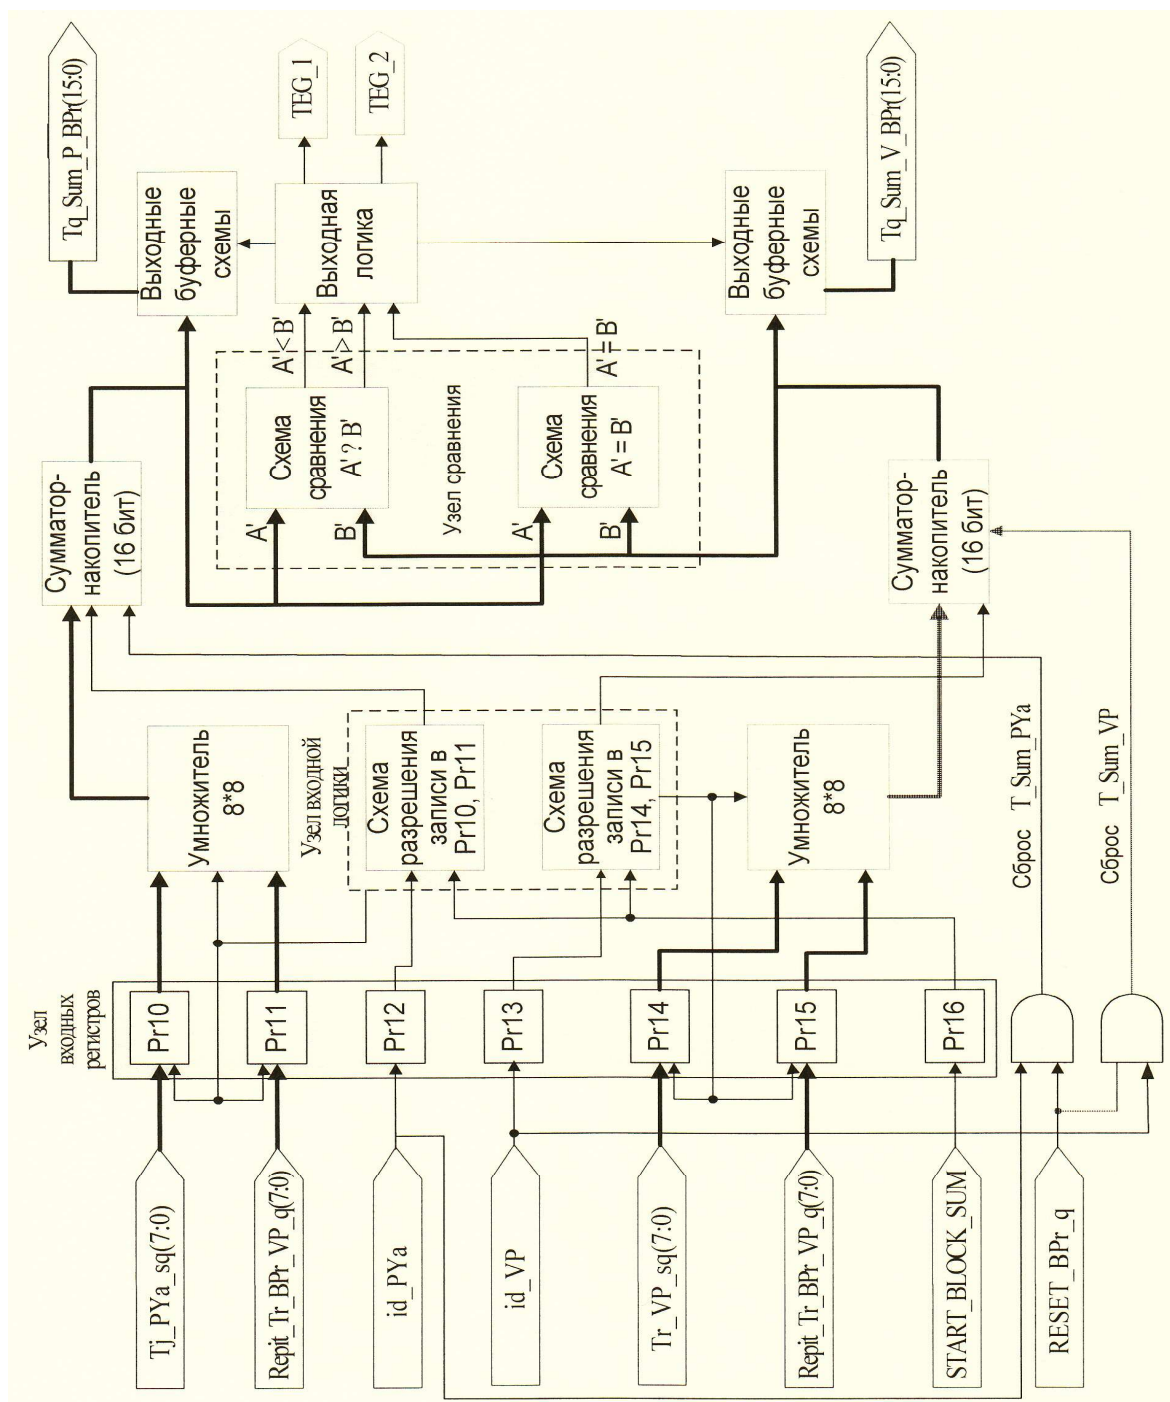 Tj_PYa_sq(7:0)
Repit_Tr_BPr_VP_q(7:0)
id_PYa
id_VP
Tr_VP_sq(7:0)
Repit_Tr_BPr_VP_q(7:0)
START_BLOCK_SUM
RESET_BPr_q
Узел
входных
регистров
Pr10
Pr11
Pr12
Pr13
Pr14
Pr15
Pr16
Умножитель
8*8
Узел входной
логики
Схема
разрешения
записи в
Pr10, Pr11
Схема
разрешения
записи в
Pr14, Pr15
Умножитель
8*8
Сброс T_Sum_PYa
Сброс T_Sum_VP
Сумматор-
накопитель
(16 бит)
A'
B'
A'
B'
Схема
сравнения
A' ? B'
Узел сравнения
Схема
сравнения
A' = B'
Сумматор-
накопитель
(16 бит)
A' < B'
A' > B'
A' = B'
Выходные
буферные
схемы
Выходная
логика
Выходные
буферные
схемы
Tq_Sum_P_BPr(15:0)
TEG_1
TEG_2
Tq_Sum_V_BPr(15:0)